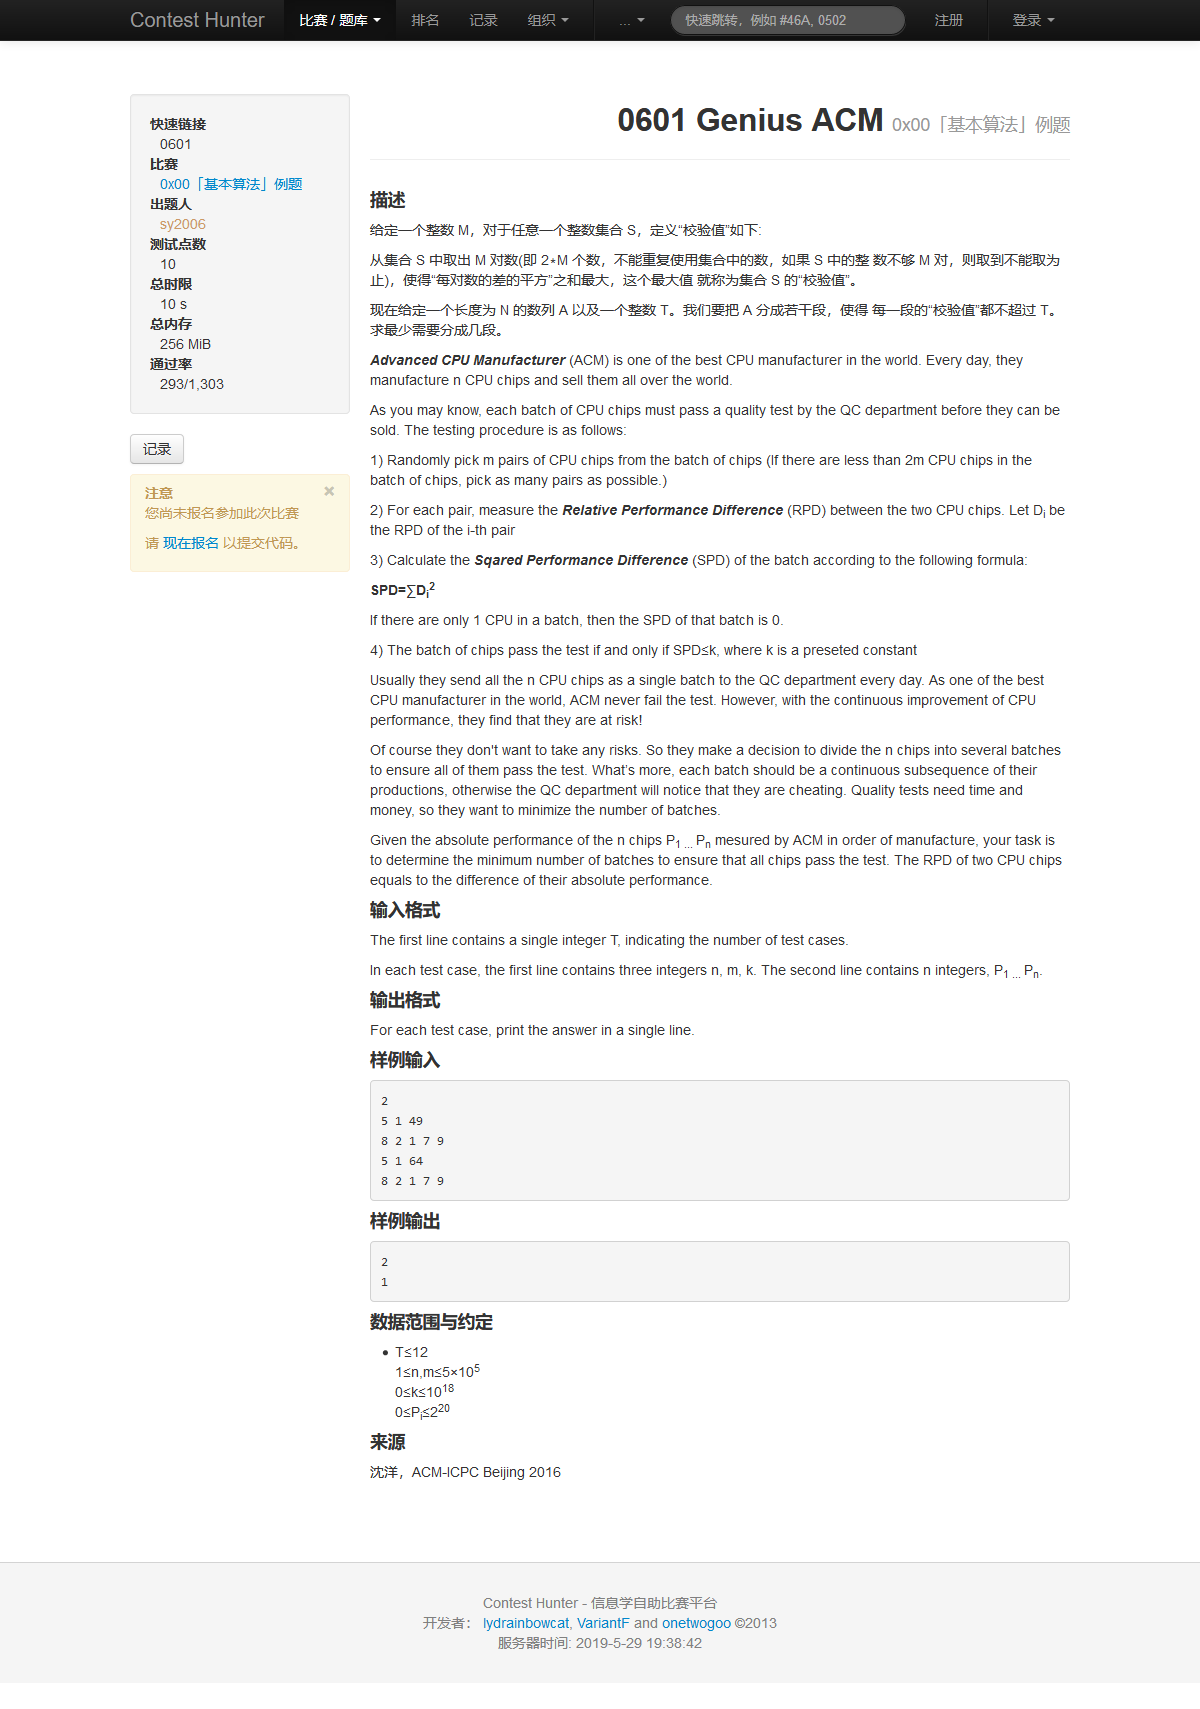 Contest Hunter 比赛 / 题库 排名 记录 组织 ... 快速跳转，例如 #46A, 0502 注册 登录
快速链接
0601
比赛
0x00「基本算法」例题
出题人
sy2006
测试点数
10
总时限
10 s
总内存
256 MiB
通过率
293/1,303
记录
注意 ×
您尚未报名参加此次比赛
请 现在报名 以提交代码。
0601 Genius ACM 0x00「基本算法」例题
描述
给定一个整数 M，对于任意一个整数集合 S，定义“校验值”如下:
从集合 S 中取出 M 对数(即 2∗M 个数，不能重复使用集合中的数，如果 S 中的整 数不够 M 对，则取到不能取为
止)，使得“每对数的差的平方”之和最大，这个最大值 就称为集合 S 的“校验值”。
现在给定一个长度为 N 的数列 A 以及一个整数 T。我们要把 A 分成若干段，使得 每一段的“校验值”都不超过 T。
求最少需要分成几段。
Advanced CPU Manufacturer (ACM) is one of the best CPU manufacturer in the world. Every day, they
manufacture n CPU chips and sell them all over the world.
As you may know, each batch of CPU chips must pass a quality test by the QC department before they can be
sold. The testing procedure is as follows:
1) Randomly pick m pairs of CPU chips from the batch of chips (If there are less than 2m CPU chips in the
batch of chips, pick as many pairs as possible.)
2) For each pair, measure the Relative Performance Difference (RPD) between the two CPU chips. Let Di be
the RPD of the i-th pair
3) Calculate the Sqared Performance Difference (SPD) of the batch according to the following formula:
SPD=∑Di2
If there are only 1 CPU in a batch, then the SPD of that batch is 0.
4) The batch of chips pass the test if and only if SPD≤k, where k is a preseted constant
Usually they send all the n CPU chips as a single batch to the QC department every day. As one of the best
CPU manufacturer in the world, ACM never fail the test. However, with the continuous improvement of CPU
performance, they find that they are at risk!
Of course they don't want to take any risks. So they make a decision to divide the n chips into several batches
to ensure all of them pass the test. What’s more, each batch should be a continuous subsequence of their
productions, otherwise the QC department will notice that they are cheating. Quality tests need time and
money, so they want to minimize the number of batches.
Given the absolute performance of the n chips P1 ... Pn mesured by ACM in order of manufacture, your task is
to determine the minimum number of batches to ensure that all chips pass the test. The RPD of two CPU chips
equals to the difference of their absolute performance.
输入格式
The first line contains a single integer T, indicating the number of test cases.
In each test case, the first line contains three integers n, m, k. The second line contains n integers, P1 ... Pn.
输出格式
For each test case, print the answer in a single line.
样例输入
2
5 1 49
8 2 1 7 9
5 1 64
8 2 1 7 9
样例输出
2
1
数据范围与约定
• T≤12
1≤n,m≤5×105
0≤k≤1018
0≤Pi≤220
来源
沈洋，ACM-ICPC Beijing 2016
Contest Hunter - 信息学自助比赛平台
开发者： lydrainbowcat, VariantF and onetwogoo ©2013
服务器时间: 2019-5-29 19:38:42